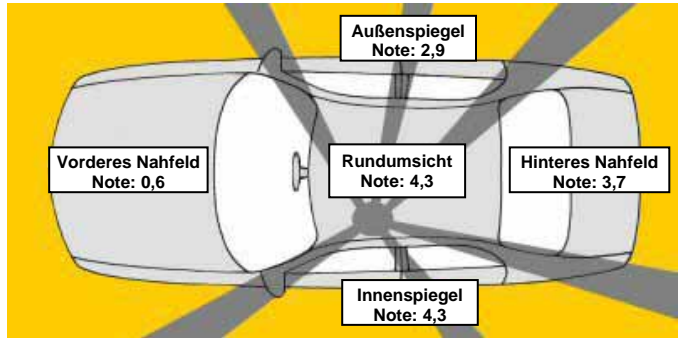 Außenspiegel
Note: 2,9
Vorderes Nahfeld
Note: 0,6
Rundumsicht
Note: 4,3
Hinteres Nahfeld
Note: 3,7
Innenspiegel
Note: 4,3